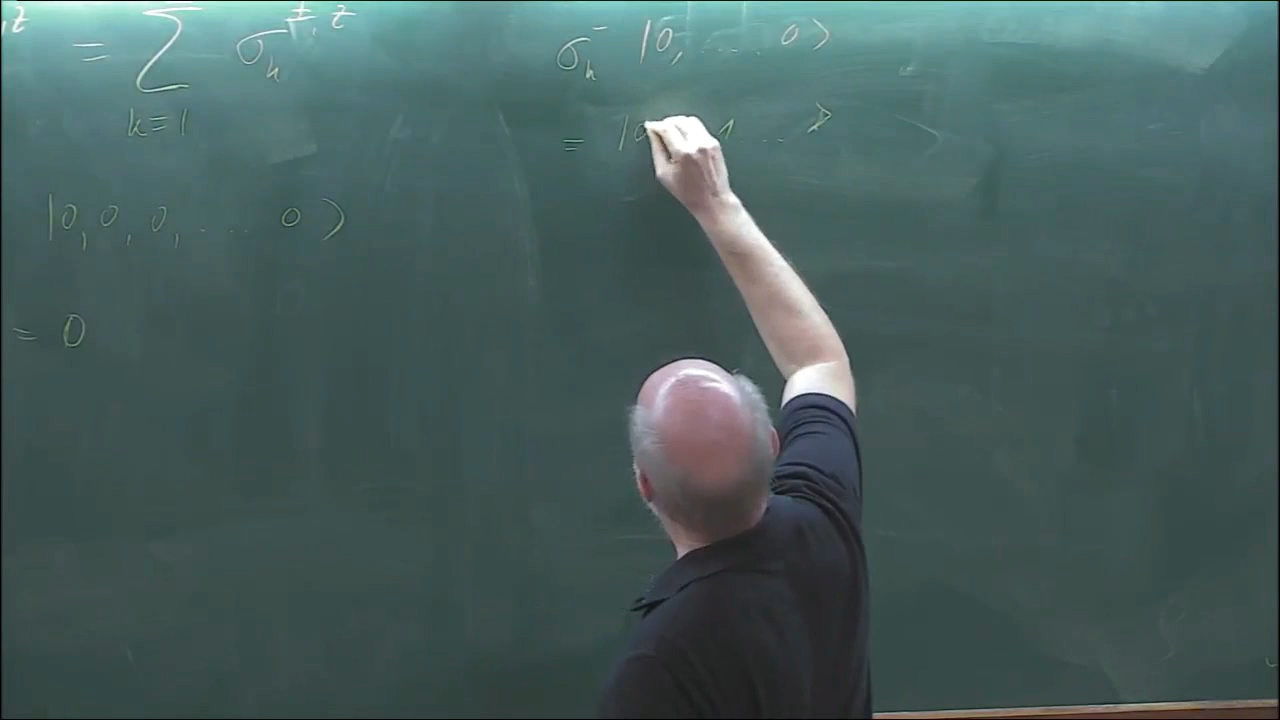 ,z = ∑ σ_k^{±,z}
k=1
|0, 0, 0, .... 0 ⟩
= 0
σ_k^- |0, ... 0 ⟩
= |0 1 ... ⟩